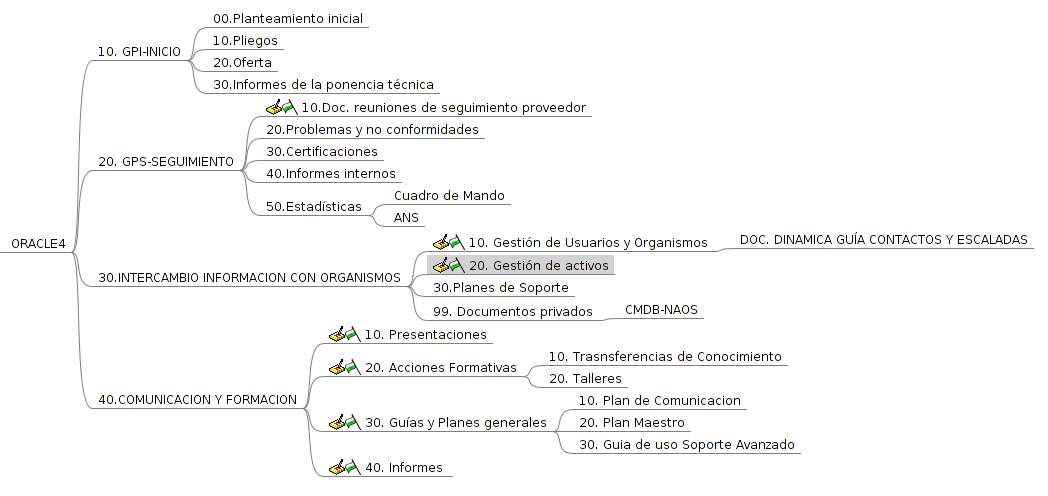 ORACLE4
10. GPI-INICIO
00.Planteamiento inicial
10.Pliegos
20.Oferta
30.Informes de la ponencia técnica
20. GPS-SEGUIMIENTO
10.Doc. reuniones de seguimiento proveedor
20.Problemas y no conformidades
30.Certificaciones
40.Informes internos
50.Estadísticas
Cuadro de Mando
ANS
30.INTERCAMBIO INFORMACION CON ORGANISMOS
10. Gestión de Usuarios y Organismos
DOC. DINAMICA GUÍA CONTACTOS Y ESCALADAS
20. Gestión de activos
30.Planes de Soporte
99. Documentos privados
CMDB-NAOS
40.COMUNICACION Y FORMACION
10. Presentaciones
20. Acciones Formativas
10. Trasnsferencias de Conocimiento
20. Talleres
30. Guías y Planes generales
10. Plan de Comunicacion
20. Plan Maestro
30. Guia de uso Soporte Avanzado
40. Informes